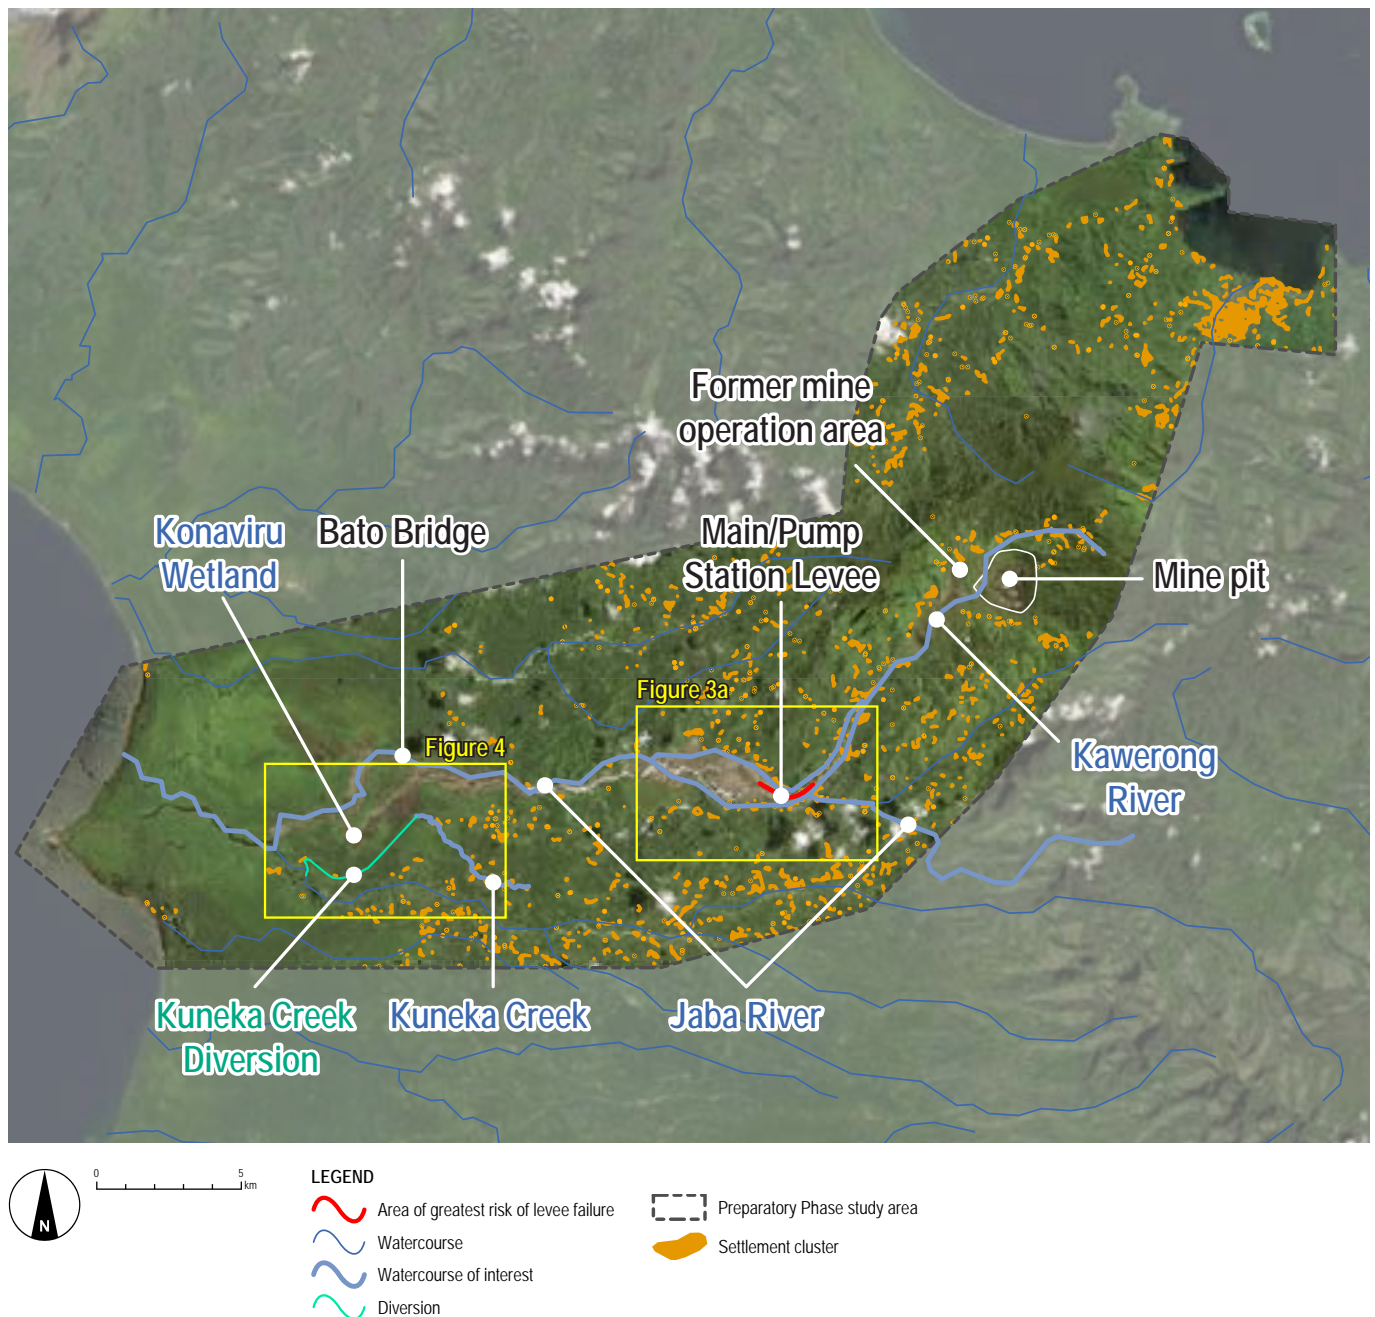 Former mine
operation area
Konaviru
Wetland
Bato Bridge
Main/Pump
Station Levee
Mine pit
Figure 3a
Figure 4
Kawerong
River
Kuneka Creek
Diversion
Kuneka Creek
Jaba River
0 5
km
N
LEGEND
Area of greatest risk of levee failure
Watercourse
Watercourse of interest
Diversion
Preparatory Phase study area
Settlement cluster